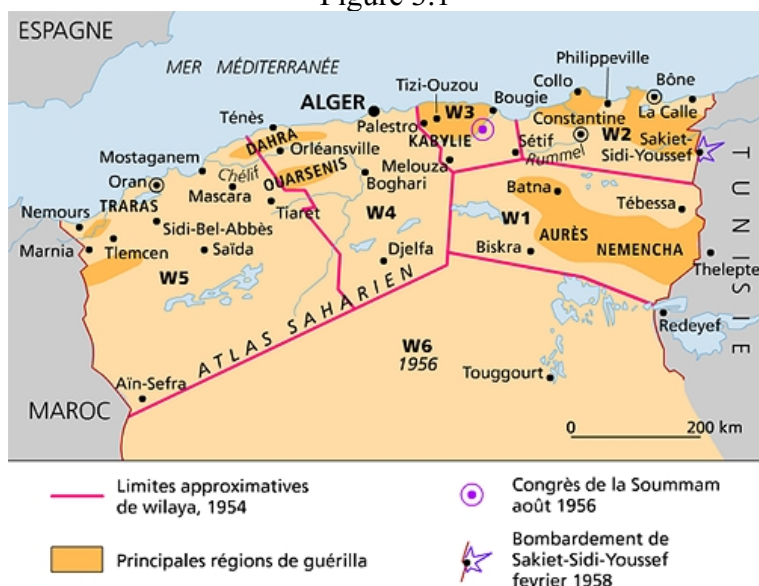 Figure 3.1
ESPAGNE
MER MÉDITERRANÉE
Philippeville
Collo
Bône
Tizi-Ouzou
ALGER
W3
Bougie
La Calle
Ténès
Palestro
Constantine
W2
DAHRA
KABYLIE
Sétif
Sakiet-
Sidi-Youssef
Mostaganem
Orléansville
Melouza
Rummel
Oran
Chélif
OUARSENIS
Boghari
Batna
Mascara
W1
Tébessa
Nemours
TRARAS
Sidi-Bel-Abbès
Tiaret
W4
AURÈS
Marnia
Tlemcen
Saïda
Djelfa
Biskra
NEMENCHA
Thelepte
W5
ATLAS SAHARIEN
W6
1956
Redeyef
TUNISIE
Touggourt
Aïn-Sefra
MAROC
0
200 km
Limites approximatives
de wilaya, 1954
Congrès de la Soummam
août 1956
Principales régions de guérilla
Bombardement de
Sakiet-Sidi-Youssef
fevrier 1958